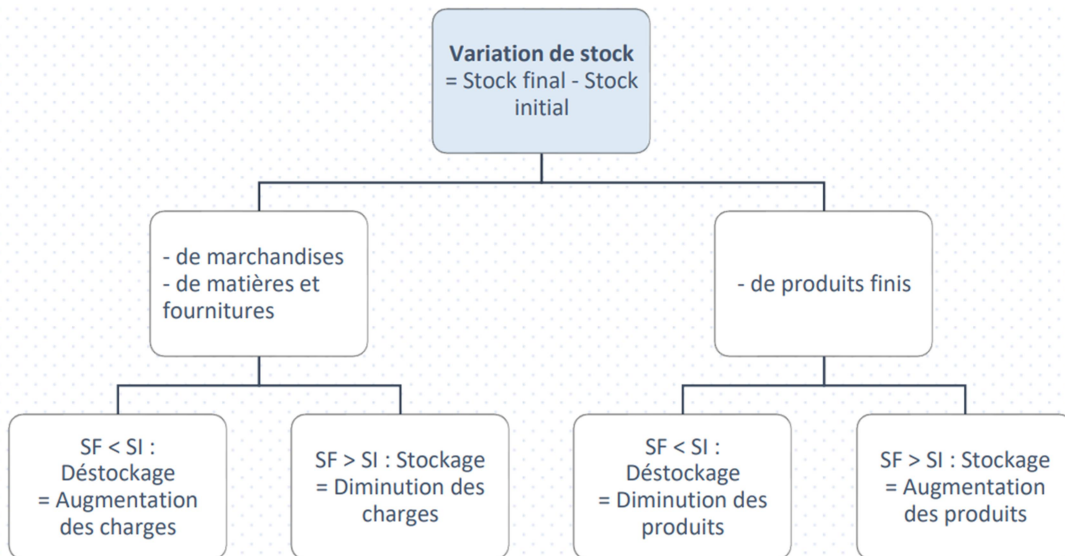 Variation de stock
= Stock final - Stock
initial
- de marchandises
- de matières et
fournitures
- de produits finis
SF < SI :
Déstockage
= Augmentation
des charges
SF > SI : Stockage
= Diminution des
charges
SF < SI :
Déstockage
= Diminution des
produits
SF > SI : Stockage
= Augmentation
des produits